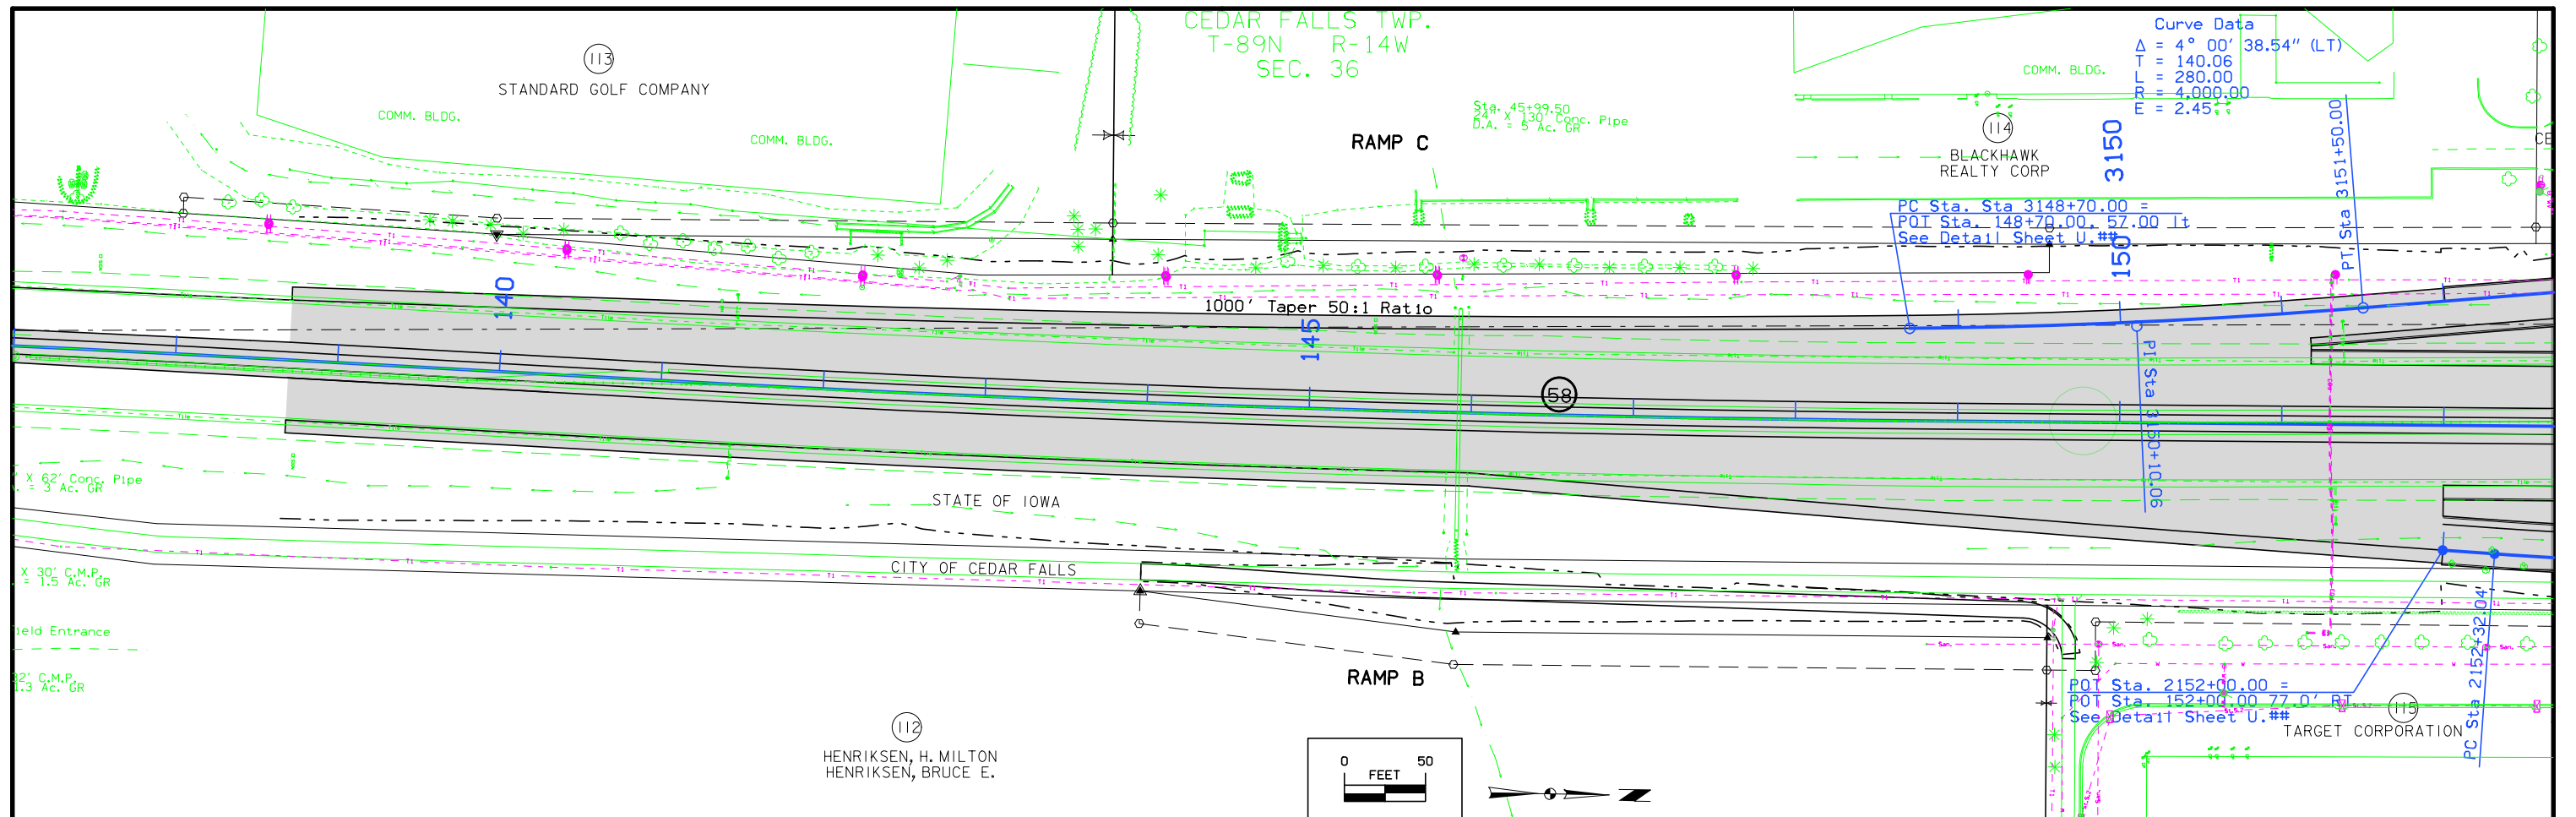 CEDAR FALLS TWP.
T-89N R-14W
SEC. 36
113
STANDARD GOLF COMPANY
COMM. BLDG.
COMM. BLDG.
Sta. 45+99.50
24" X 130' Conc. Pipe
D.A. = 5 Ac. GR
RAMP C
COMM. BLDG.
Curve Data
Δ = 4° 00' 38.54" (LT)
T = 140.06
L = 280.00
R = 4,000.00
E = 2.45
114
BLACKHAWK
REALTY CORP
3150
CE
PC Sta. Sta 3148+70.00 =
POT Sta. 148+70.00, 57.00 lt
See Detail Sheet U.##
PT Sta 3151+50.00
140
1000' Taper 50:1 Ratio
145
150
PI Sta 3150+10.06
58
X 62' Conc. Pipe
= 3 Ac. GR
STATE OF IOWA
X 30' C.M.P.
= 1.5 Ac. GR
CITY OF CEDAR FALLS
ield Entrance
32' C.M.P.
1.3 Ac. GR
RAMP B
POT Sta. 2152+00.00 =
POT Sta. 152+00.00 77.0' RT
See Detail Sheet U.##
PC Sta 2152+32.04
115
TARGET CORPORATION
112
HENRIKSEN, H. MILTON
HENRIKSEN, BRUCE E.
0 50
FEET
N